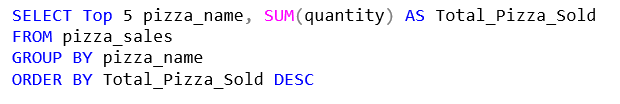 SELECT Top 5 pizza_name, SUM(quantity) AS Total_Pizza_Sold
FROM pizza_sales
GROUP BY pizza_name
ORDER BY Total_Pizza_Sold DESC